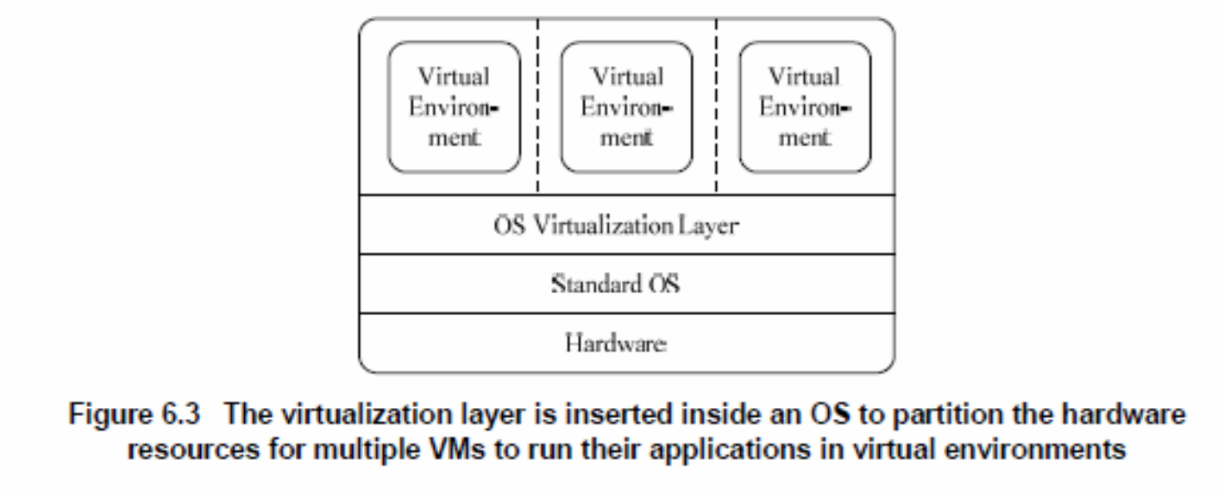 Virtual Virtual Virtual
Environ- Environ- Environ-
ment ment ment
OS Virtualization Layer
Standard OS
Hardware
Figure 6.3 The virtualization layer is inserted inside an OS to partition the hardware
resources for multiple VMs to run their applications in virtual environments